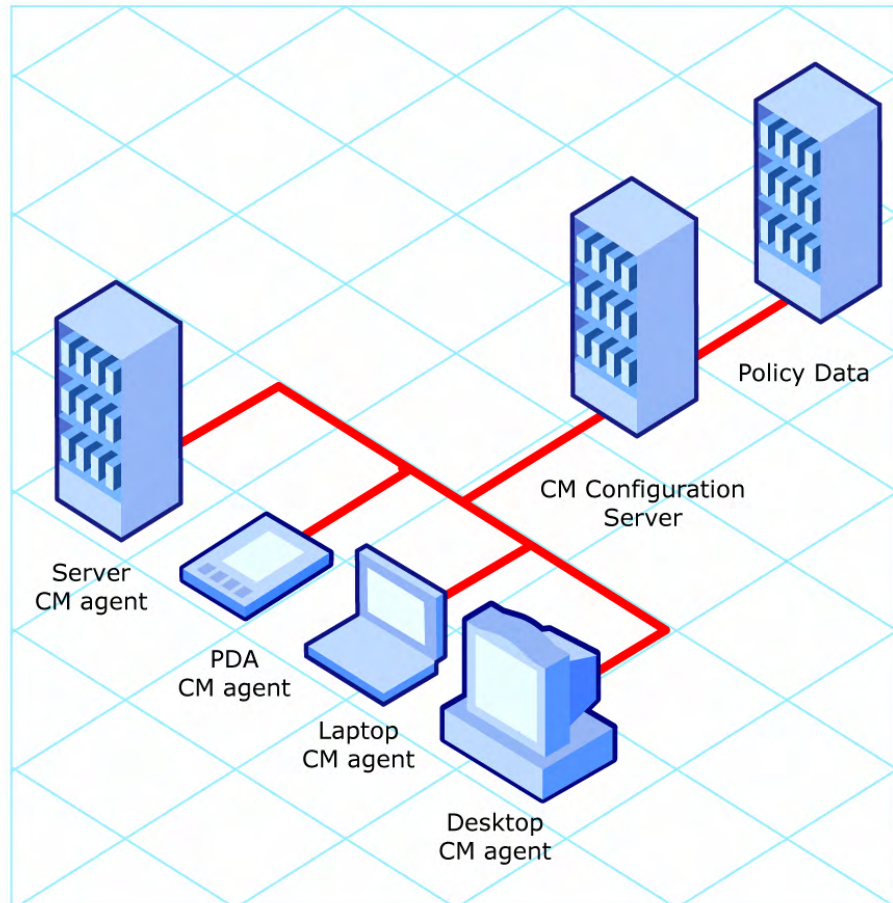 Policy Data
CM Configuration
Server
Server
CM agent
PDA
CM agent
Laptop
CM agent
Desktop
CM agent